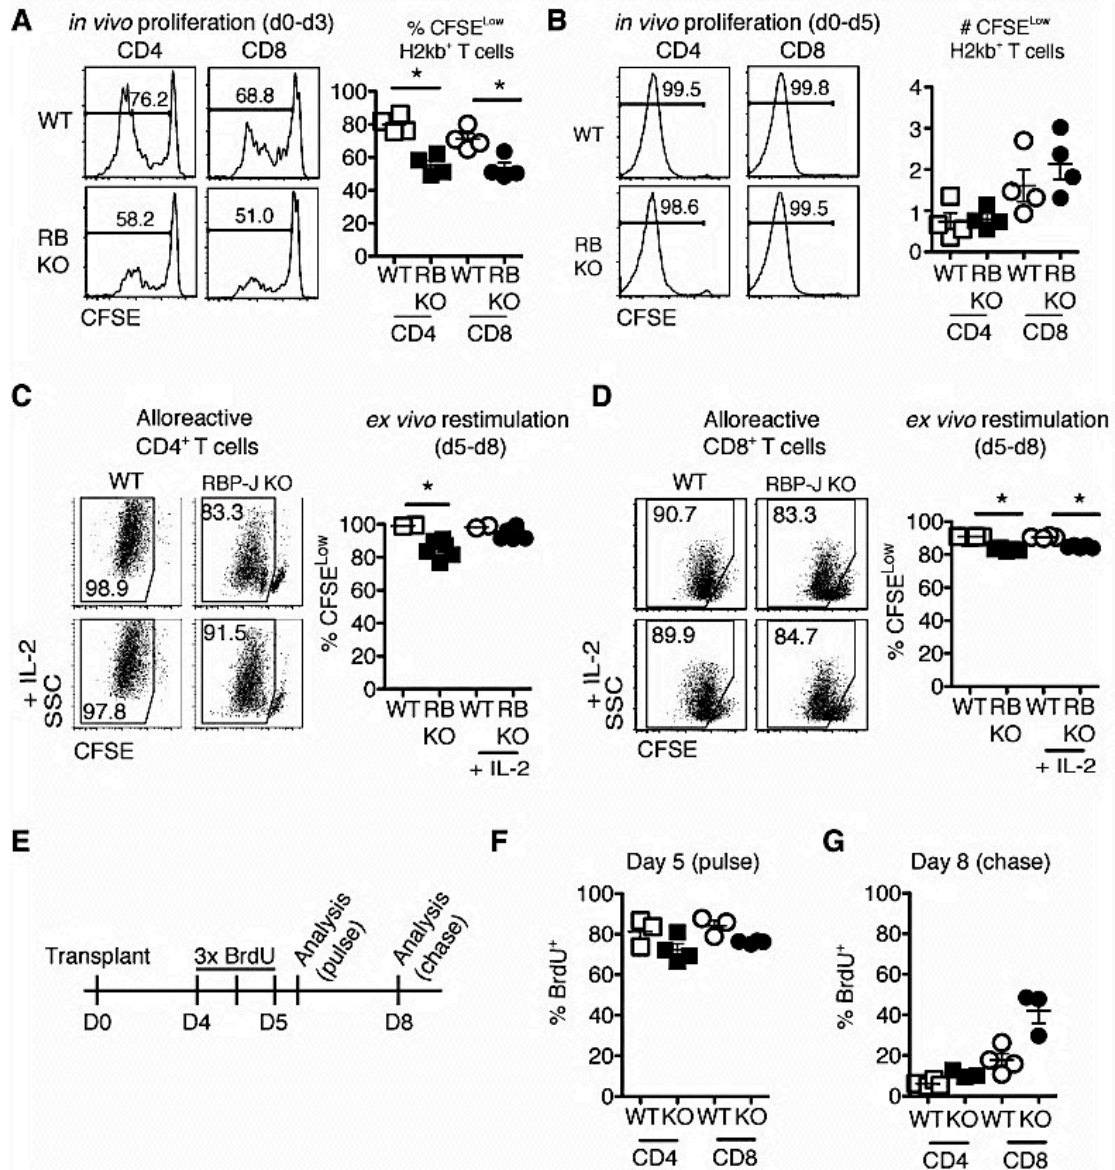 A
in vivo proliferation (d0-d3)
CD4
CD8
WT
76.2
68.8
RB
KO
58.2
51.0
CFSE
% CFSELow
H2kb+ T cells
*
*
100
80
60
40
20
0
WT RB WT RB
KO KO
CD4 CD8
B
in vivo proliferation (d0-d5)
CD4
CD8
WT
99.5
99.8
RB
KO
98.6
99.5
CFSE
# CFSELow
H2kb+ T cells
4
3
2
1
0
WT RB WT RB
KO KO
CD4 CD8
C
Alloreactive
CD4+ T cells
WT
RBP-J KO
98.9
83.3
97.8
91.5
+ IL-2
SSC
CFSE
ex vivo restimulation
(d5-d8)
*
% CFSELow
100
80
60
40
20
0
WT RB WT RB
KO KO
+ IL-2
D
Alloreactive
CD8+ T cells
WT
RBP-J KO
90.7
83.3
89.9
84.7
+ IL-2
SSC
CFSE
ex vivo restimulation
(d5-d8)
*
*
% CFSELow
100
80
60
40
20
0
WT RB WT RB
KO KO
+ IL-2
E
Transplant
3x BrdU
Analysis
(pulse)
Analysis
(chase)
D0
D4
D5
D8
F
Day 5 (pulse)
% BrdU+
100
80
60
40
20
0
WT KO WT KO
CD4 CD8
G
Day 8 (chase)
% BrdU+
100
80
60
40
20
0
WT KO WT KO
CD4 CD8